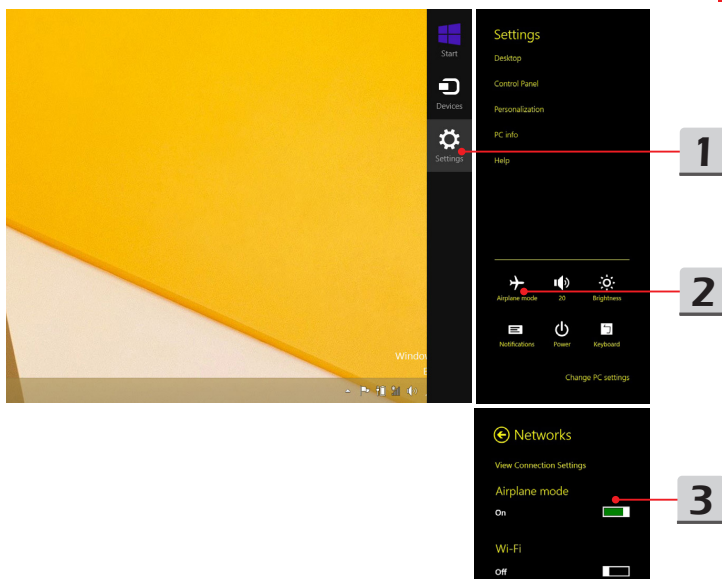 Start
Devices
Settings
Windo
Settings
Desktop
Control Panel
Personalization
PC info
Help
Airplane mode
20
Brightness
Notifications
Power
Keyboard
Change PC settings
1
2
Networks
View Connection Settings
Airplane mode
On
Wi-Fi
Off
3